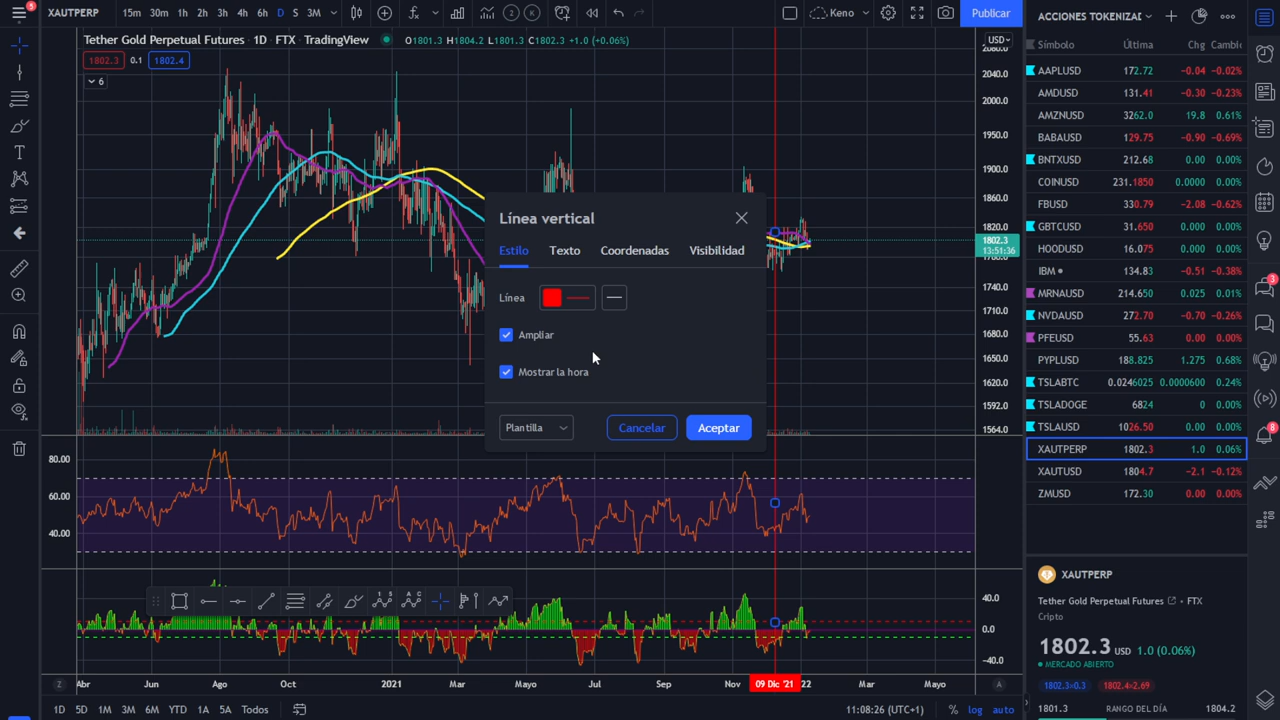 5
XAUTPERP 15m 30m 1h 2h 3h 4h 6h D S 3M 2 K Keno Publicar
Tether Gold Perpetual Futures · 1D · FTX · TradingView O1801.3 H1804.2 L1801.3 C1802.3 +1.0 (+0.06%)
1802.3 0.1 1802.4
6
USD
2040.0
2000.0
1950.0
1900.0
1860.0
1820.0
1802.3
13:51:36
1740.0
1710.0
1680.0
1650.0
1620.0
1592.0
1564.0
Línea vertical
Estilo Texto Coordenadas Visibilidad
Línea
Ampliar
Mostrar la hora
Plantilla Cancelar Aceptar
80.00
60.00
40.00
40.0
0.0
-40.0
Z Abr Jun Ago Oct 2021 Mar Mayo Jul Sep Nov 09 Dic '21 22 Mar Mayo A
1D 5D 1M 3M 6M YTD 1A 5A Todos 11:08:26 (UTC+1) % log auto
ACCIONES TOKENIZAD
Símbolo Última Chg Cambio
AAPLUSD 172.72 -0.04 -0.02%
AMDUSD 131.41 -0.30 -0.23%
AMZNUSD 3262.0 19.8 0.61%
BABAUSD 129.75 -0.90 -0.69%
BNTXUSD 212.68 0.00 0.00%
COINUSD 231.1850 0.0000 0.00%
FBUSD 330.79 -2.08 -0.62%
GBTCUSD 31.650 0.000 0.00%
HOODUSD 16.075 0.000 0.00%
IBM 134.83 -0.51 -0.38%
MRNAUSD 214.650 0.025 0.01%
NVDAUSD 272.70 -0.70 -0.26%
PFEUSD 55.63 0.00 0.00%
PYPLUSD 188.825 1.275 0.68%
TSLABTC 0.0246025 0.0000600 0.24%
TSLADOGE 6824 0 0.00%
TSLAUSD 1026.50 0.00 0.00%
XAUTPERP 1802.3 1.0 0.06%
XAUTUSD 1804.7 -2.1 -0.12%
ZMUSD 172.30 0.00 0.00%
3
8
XAUTPERP
Tether Gold Perpetual Futures • FTX
Cripto
1802.3 USD 1.0 (0.06%)
MERCADO ABIERTO
1802.3×0.3 1802.4×2.69
1801.3 RANGO DEL DÍA 1804.2